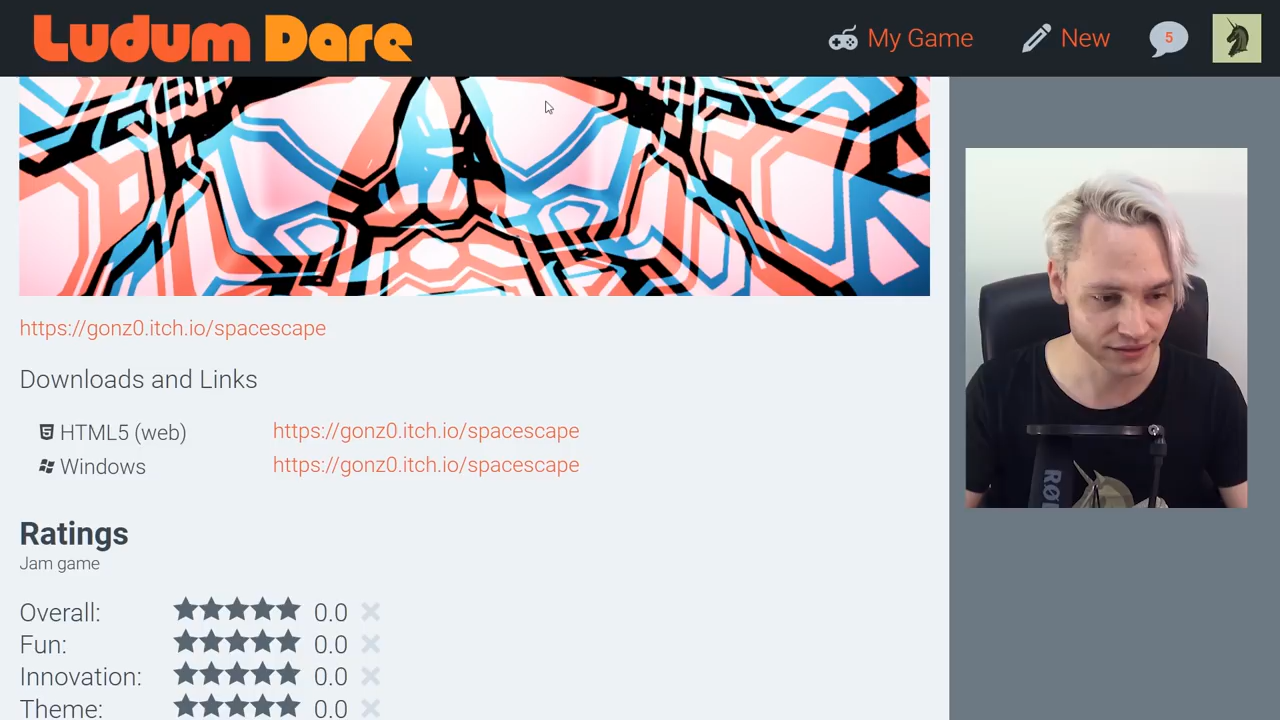 Ludum Dare
My Game
New
5
https://gonz0.itch.io/spacescape
Downloads and Links
HTML5 (web) https://gonz0.itch.io/spacescape
Windows https://gonz0.itch.io/spacescape
Ratings
Jam game
Overall: 0.0
Fun: 0.0
Innovation: 0.0
Theme: 0.0